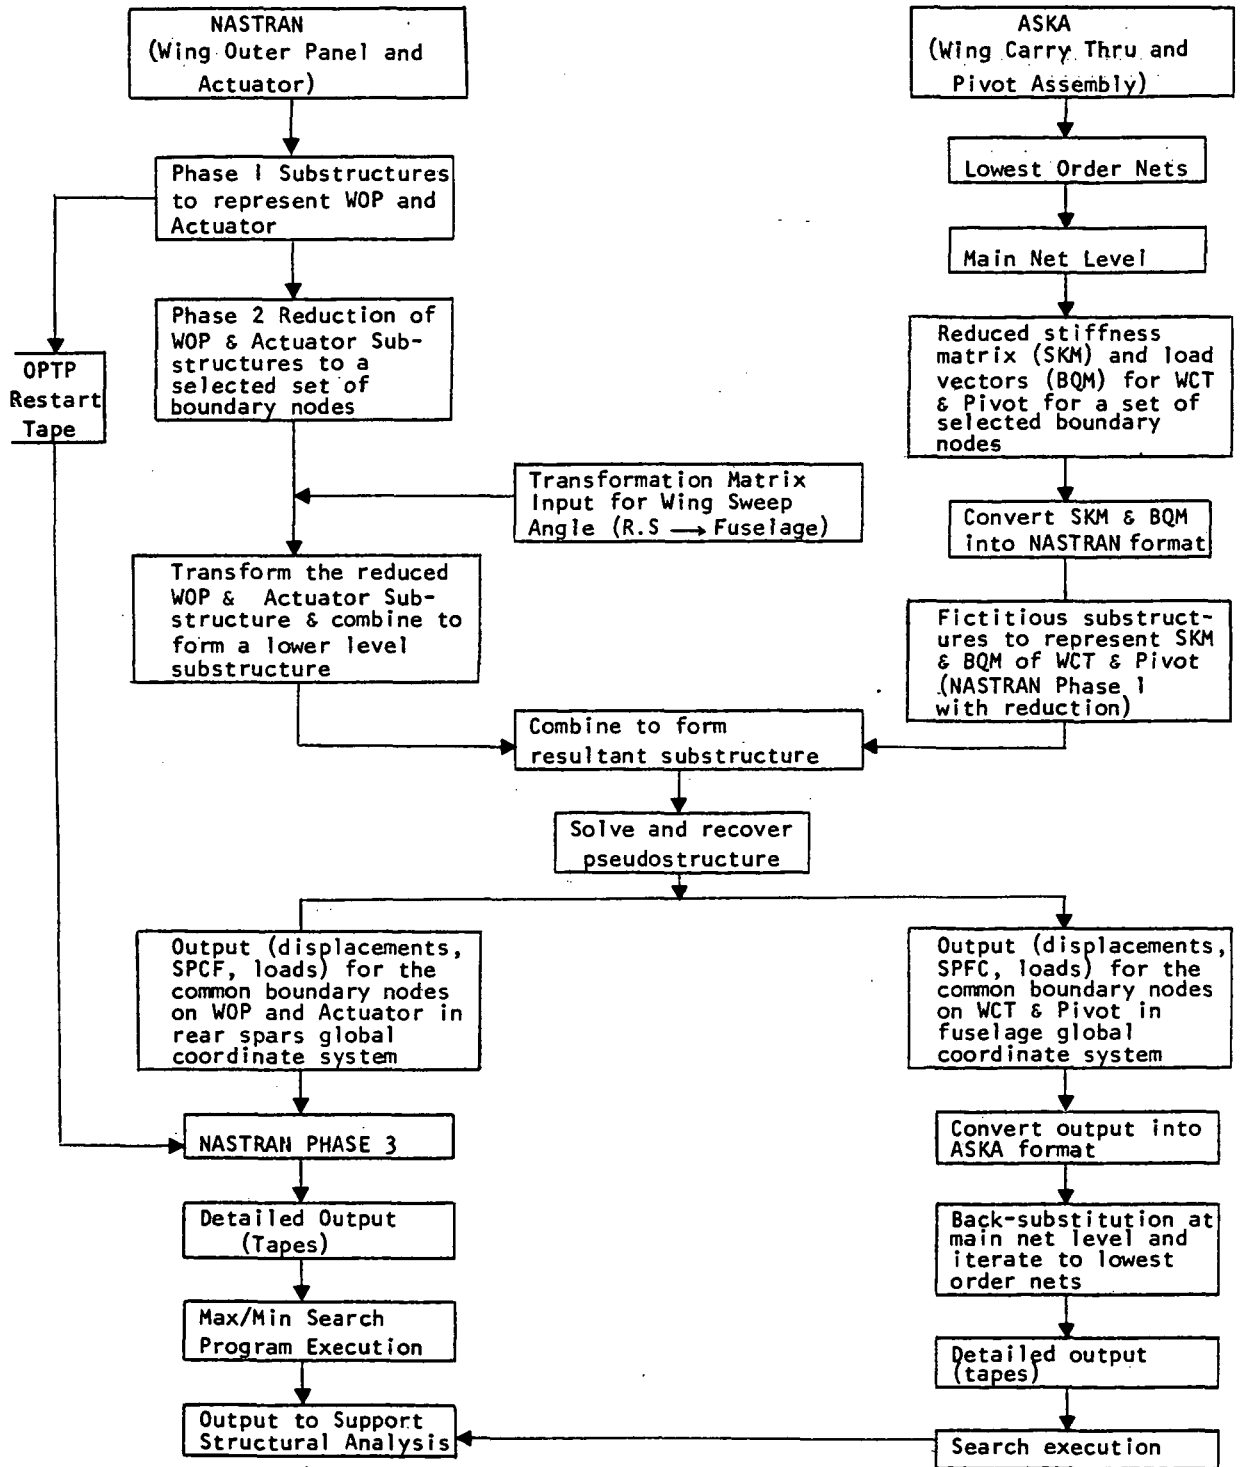 NASTRAN
(Wing Outer Panel and
Actuator)
ASKA
(Wing Carry Thru and
Pivot Assembly)
Phase 1 Substructures
to represent WOP and
Actuator
Lowest Order Nets
Main Net Level
Phase 2 Reduction of
WOP & Actuator Sub-
structures to a
selected set of
boundary nodes
OPTP
Restart
Tape
Reduced stiffness
matrix (SKM) and load
vectors (BQM) for WCT
& Pivot for a set of
selected boundary
nodes
Transformation Matrix
Input for Wing Sweep
Angle (R.S → Fuselage)
Convert SKM & BQM
into NASTRAN format
Transform the reduced
WOP & Actuator Sub-
structure & combine to
form a lower level
substructure
Fictitious substruct-
ures to represent SKM
& BQM of WCT & Pivot
(NASTRAN Phase 1
with reduction)
Combine to form
resultant substructure
Solve and recover
pseudostructure
Output (displacements,
SPCF, loads) for the
common boundary nodes
on WOP and Actuator in
rear spars global
coordinate system
Output (displacements,
SPFC, loads) for the
common boundary nodes
on WCT & Pivot in
fuselage global
coordinate system
NASTRAN PHASE 3
Convert output into
ASKA format
Detailed Output
(Tapes)
Back-substitution at
main net level and
iterate to lowest
order nets
Max/Min Search
Program Execution
Detailed output
(tapes)
Output to Support
Structural Analysis
Search execution